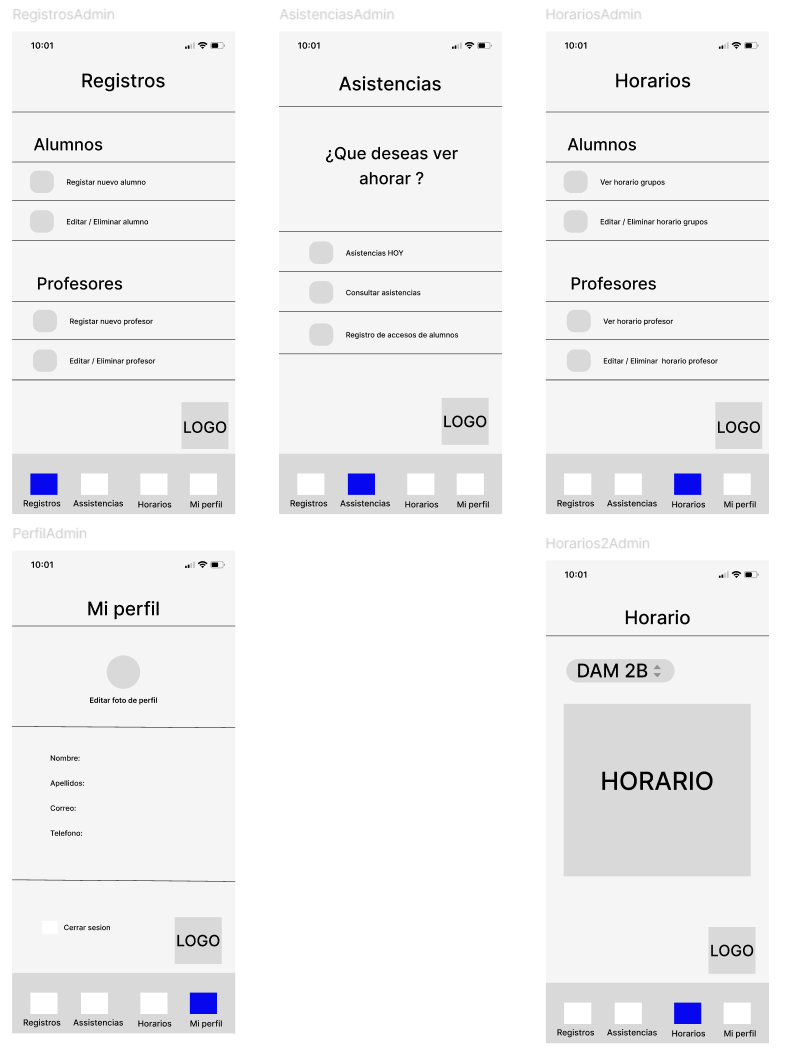 RegistrosAdmin
10:01
Registros
Alumnos
Registar nuevo alumno
Editar / Eliminar alumno
Profesores
Registar nuevo profesor
Editar / Eliminar profesor
LOGO
Registros Assistencias Horarios Mi perfil
AsistenciasAdmin
10:01
Asistencias
¿Que deseas ver
ahorar ?
Asistencias HOY
Consultar asistencias
Registro de accesos de alumnos
LOGO
Registros Assistencias Horarios Mi perfil
HorariosAdmin
10:01
Horarios
Alumnos
Ver horario grupos
Editar / Eliminar horario grupos
Profesores
Ver horario profesor
Editar / Eliminar horario profesor
LOGO
Registros Assistencias Horarios Mi perfil
PerfilAdmin
10:01
Mi perfil
Editar foto de perfil
Nombre:
Apellidos:
Correo:
Telefono:
Cerrar sesion
LOGO
Registros Assistencias Horarios Mi perfil
Horarios2Admin
10:01
Horario
DAM 2B
HORARIO
LOGO
Registros Assistencias Horarios Mi perfil